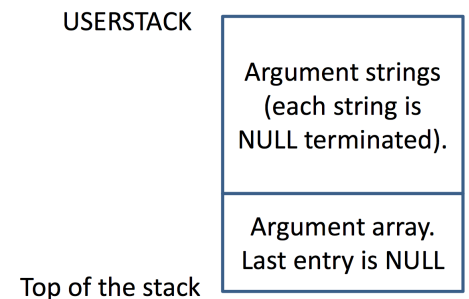 USERSTACK
Argument strings
(each string is
NULL terminated).
Argument array.
Last entry is NULL
Top of the stack